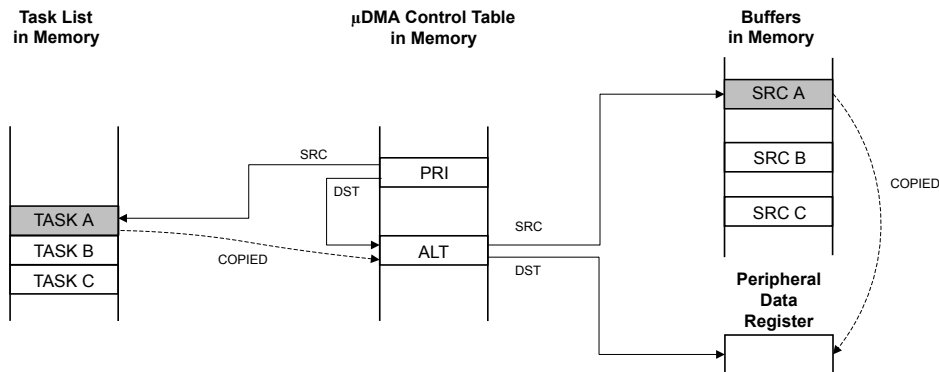 Task List
in Memory
μDMA Control Table
in Memory
Buffers
in Memory
SRC A
SRC B
SRC C
COPIED
SRC
PRI
DST
TASK A
TASK B
TASK C
COPIED
ALT
SRC
DST
Peripheral
Data
Register